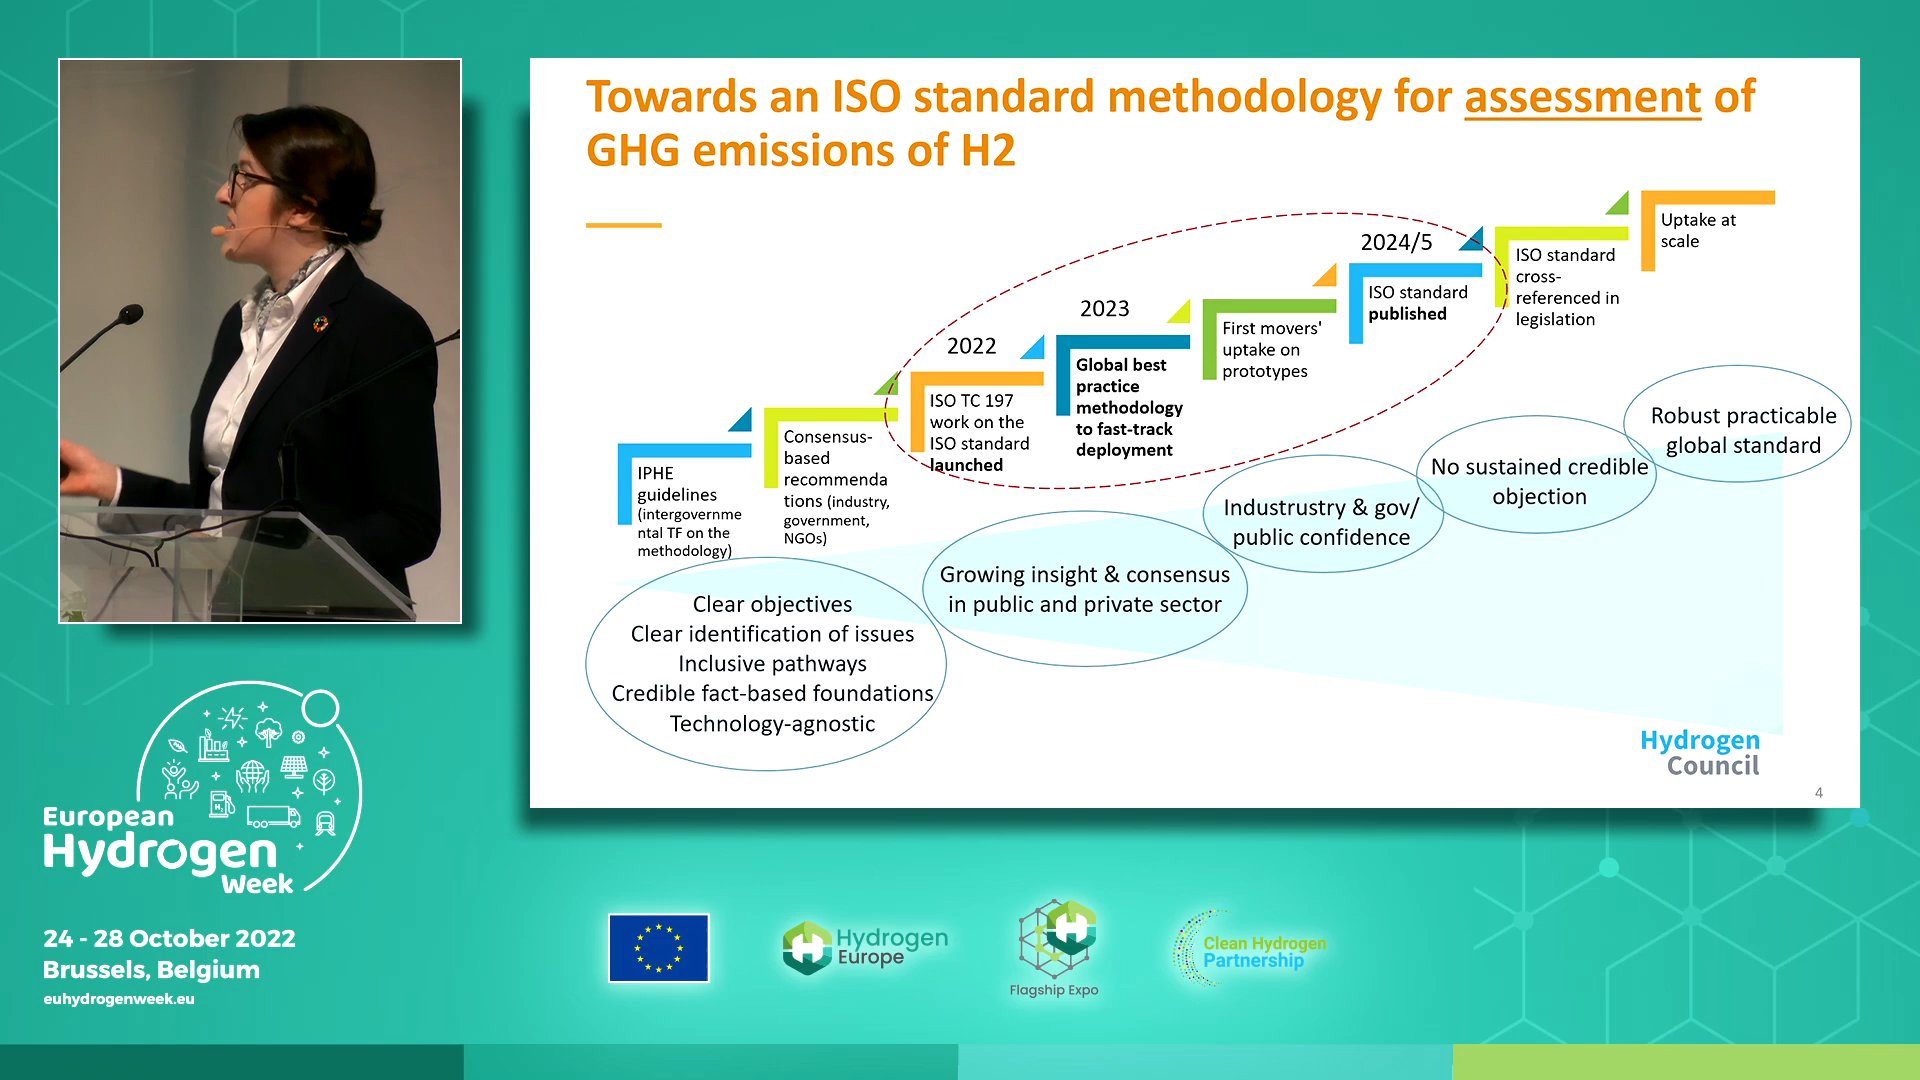 Towards an ISO standard methodology for assessment of
GHG emissions of H2
IPHE
guidelines
(intergovernme
ntal TF on the
methodology)
Consensus-
based
recommenda
tions (industry,
government,
NGOs)
2022
ISO TC 197
work on the
ISO standard
launched
2023
Global best
practice
methodology
to fast-track
deployment
First movers'
uptake on
prototypes
2024/5
ISO standard
published
ISO standard
cross-
referenced in
legislation
Uptake at
scale
Clear objectives
Clear identification of issues
Inclusive pathways
Credible fact-based foundations
Technology-agnostic
Growing insight & consensus
in public and private sector
Industrustry & gov/
public confidence
No sustained credible
objection
Robust practicable
global standard
Hydrogen
Council
4
European
Hydrogen
Week
24 - 28 October 2022
Brussels, Belgium
euhydrogenweek.eu
Hydrogen
Europe
Flagship Expo
Clean Hydrogen
Partnership